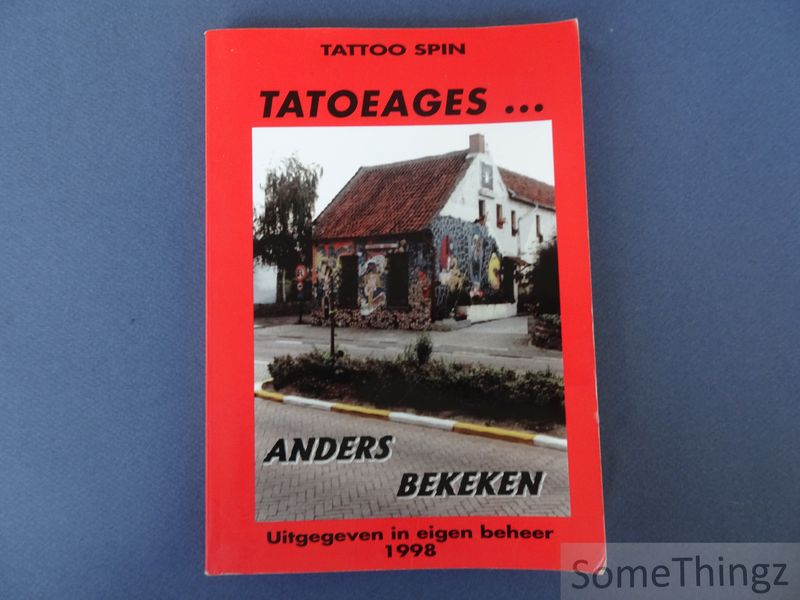 TATTOO SPIN
TATOEAGES ...
ANDERS
BEKEKEN
Uitgegeven in eigen beheer
1998
SomeThingz